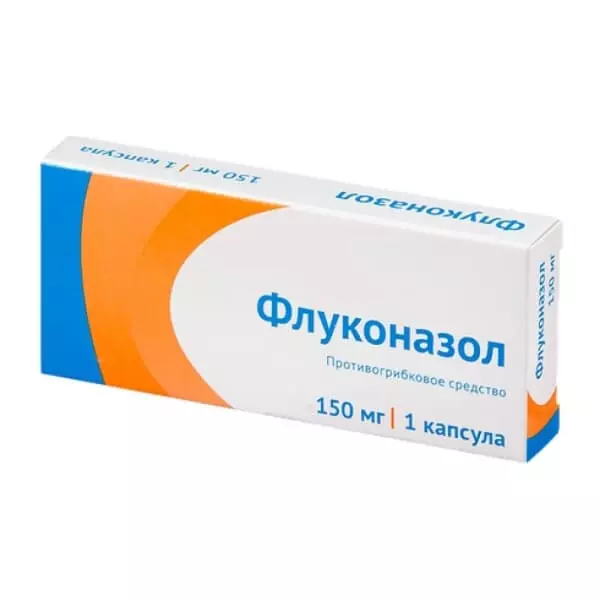 150 мг | 1 капсула
Флуконазол
Флуконазол
Противогрибковое средство
150 мг | 1 капсула
Флуконазол
150 мг